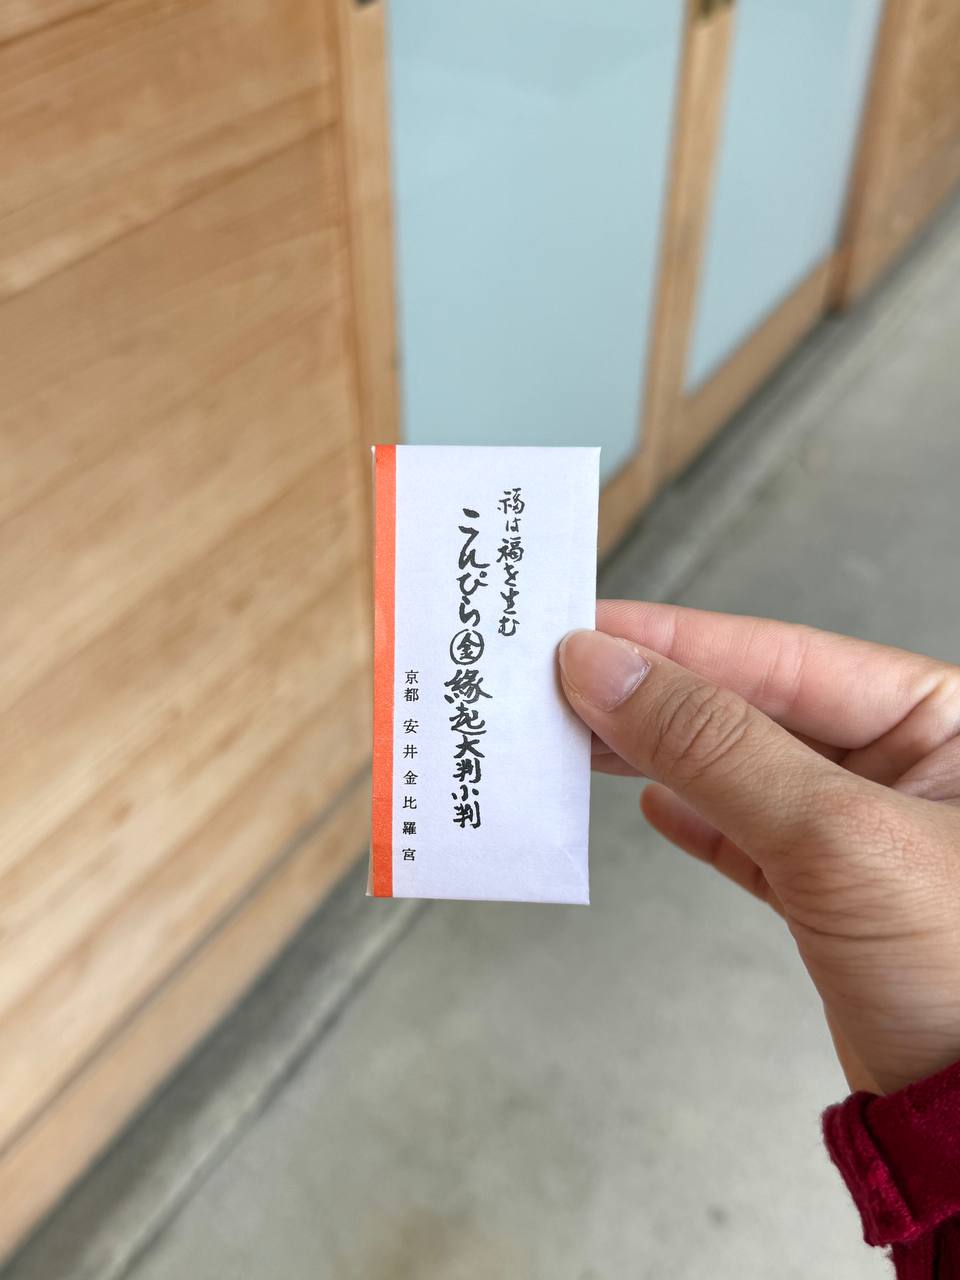 福は福を生む
こんぴら㊎縁起大判小判
京都 安井金比羅宮